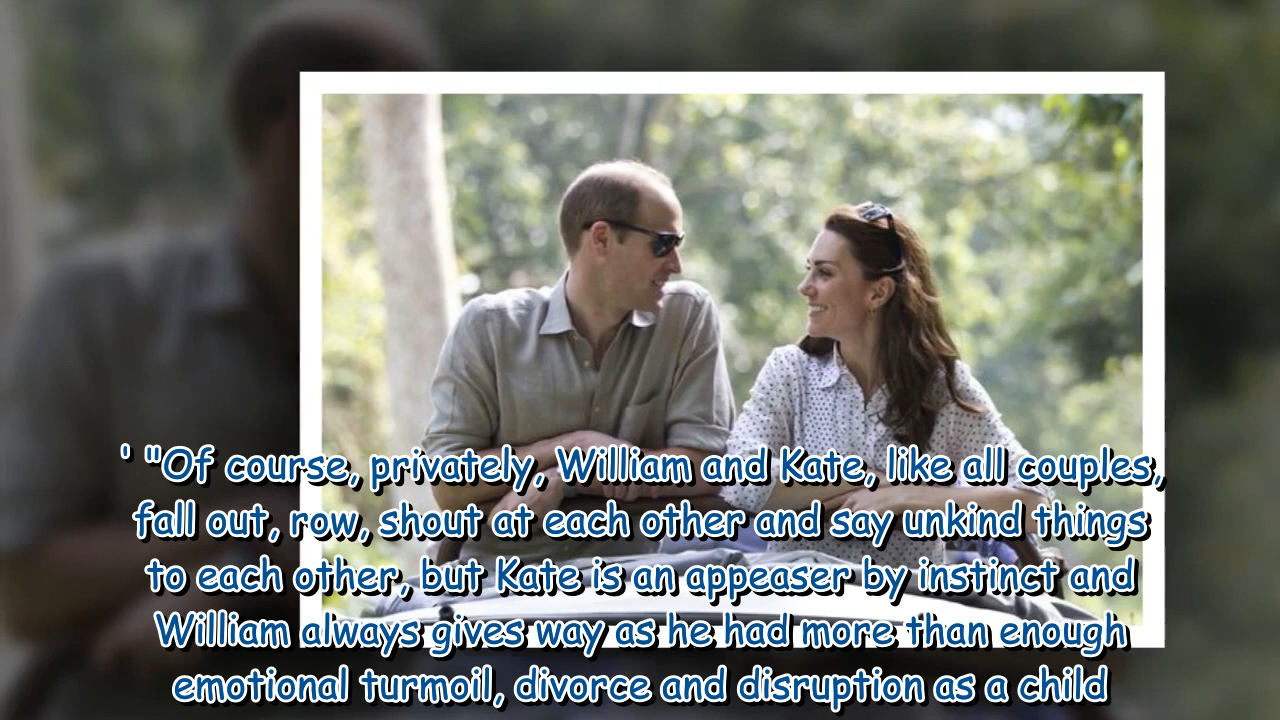 ' "Of course, privately, William and Kate, like all couples,
fall out, row, shout at each other and say unkind things
to each other, but Kate is an appeaser by instinct and
William always gives way as he had more than enough
emotional turmoil, divorce and disruption as a child